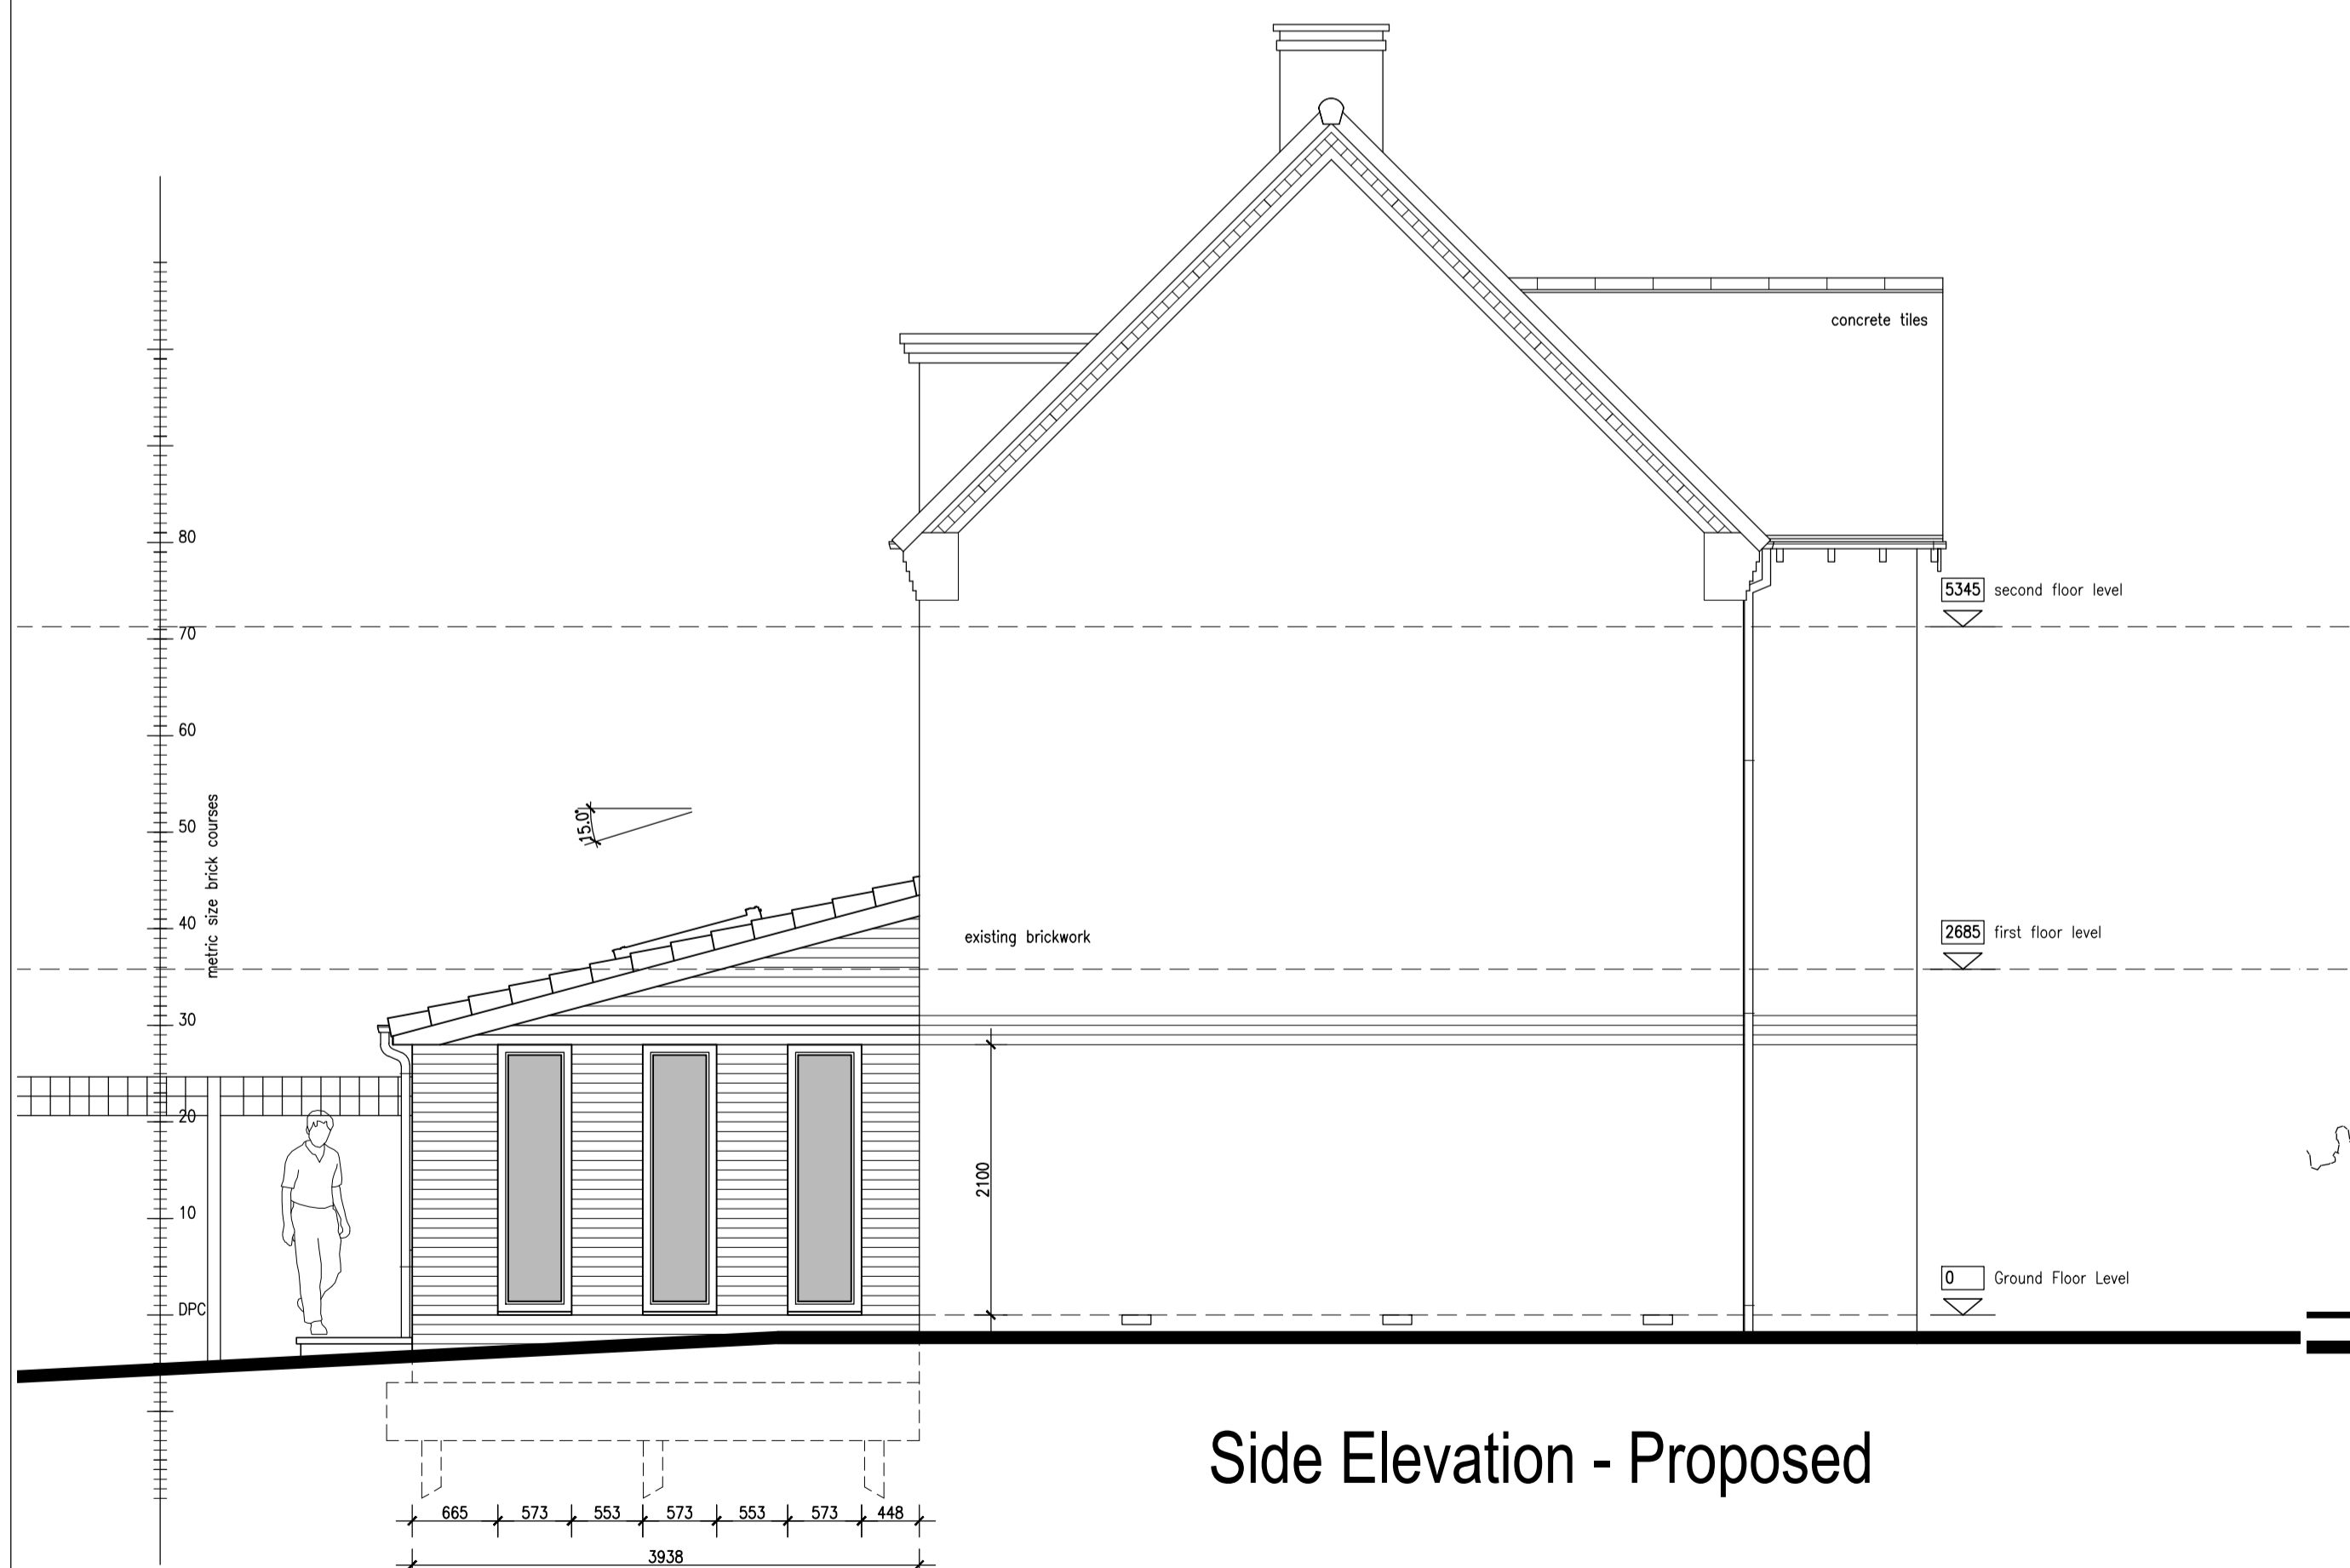 concrete tiles
80
5345 second floor level
70
60
50
metric size brick courses
15.0°
40
existing brickwork
2685 first floor level
30
20
2100
10
0 Ground Floor Level
DPC
Side Elevation - Proposed
665 573 553 573 553 573 448
3938